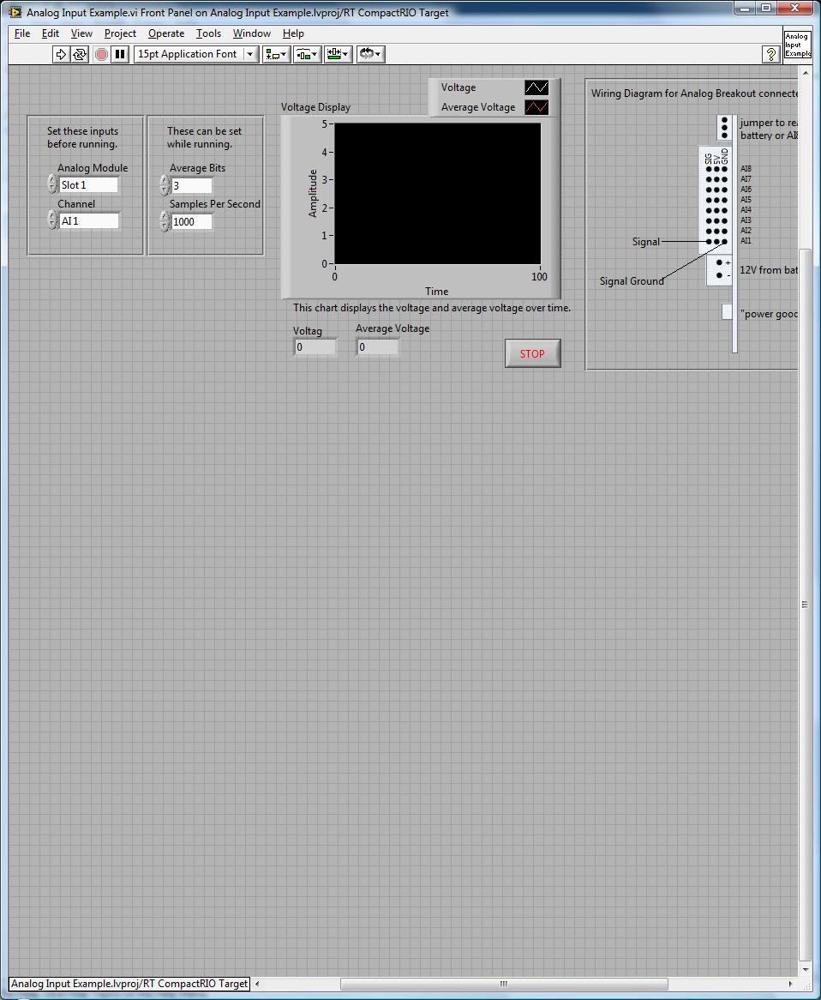 Analog Input Example.vi Front Panel on Analog Input Example.lvproj/RT CompactRIO Target
File Edit View Project Operate Tools Window Help
15pt Application Font
?
Analog
Input
Example
Set these inputs
before running.
Analog Module
Slot 1
Channel
AI 1
These can be set
while running.
Average Bits
3
Samples Per Second
1000
Voltage Display
Voltage
Average Voltage
Amplitude
5
4
3
2
1
0
0 100
Time
This chart displays the voltage and average voltage over time.
Voltag
0
Average Voltage
0
STOP
Wiring Diagram for Analog Breakout connecte
jumper to rea
battery or AI8
SIG
5V
GND
AI8
AI7
AI6
AI5
AI4
AI3
AI2
AI1
Signal
Signal Ground
+
-
12V from bat
"power good
Analog Input Example.lvproj/RT CompactRIO Target